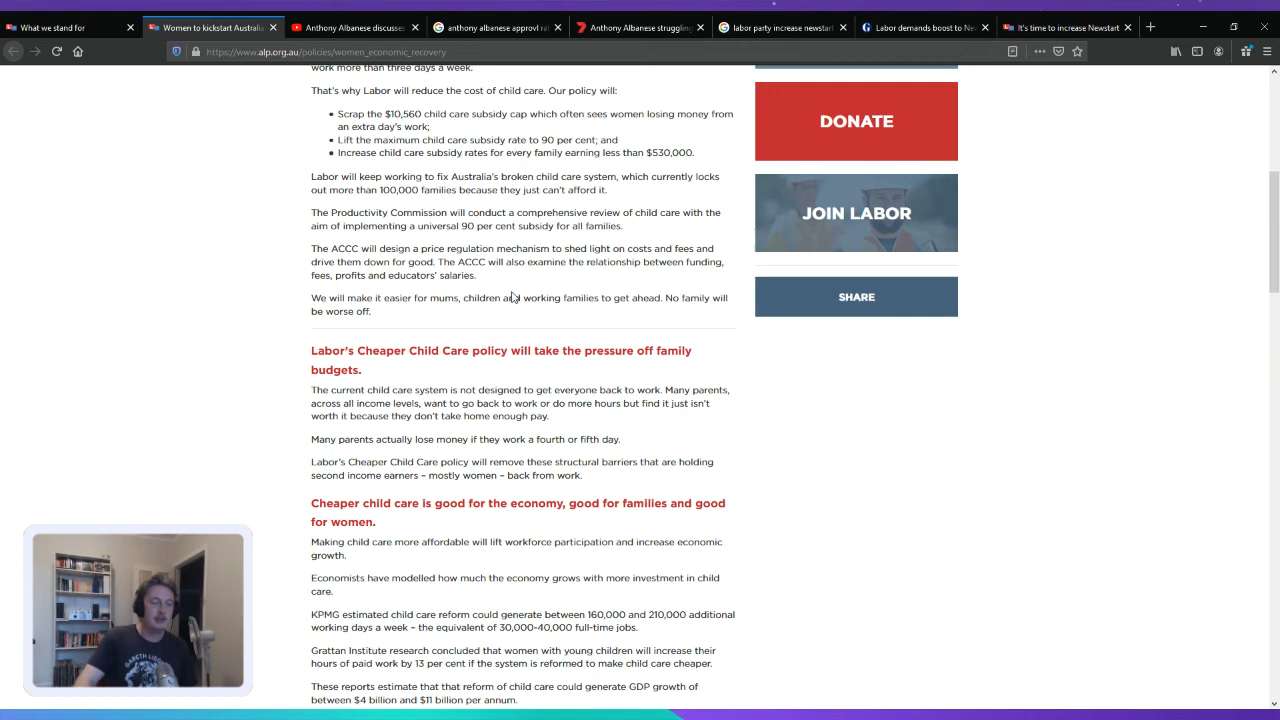 What we stand for
Women to kickstart Australia
Anthony Albanese discusses
anthony albanese approvl rat
Anthony Albanese struggling
labor party increase newstart
Labor demands boost to Nev
It's time to increase Newstart
https://www.alp.org.au/policies/women_economic_recovery
work more than three days a week.
That's why Labor will reduce the cost of child care. Our policy will:
Scrap the $10,560 child care subsidy cap which often sees women losing money from
an extra day's work;
Lift the maximum child care subsidy rate to 90 per cent; and
Increase child care subsidy rates for every family earning less than $530,000.
Labor will keep working to fix Australia's broken child care system, which currently locks
out more than 100,000 families because they just can't afford it.
The Productivity Commission will conduct a comprehensive review of child care with the
aim of implementing a universal 90 per cent subsidy for all families.
The ACCC will design a price regulation mechanism to shed light on costs and fees and
drive them down for good. The ACCC will also examine the relationship between funding,
fees, profits and educators' salaries.
We will make it easier for mums, children and working families to get ahead. No family will
be worse off.
Labor's Cheaper Child Care policy will take the pressure off family
budgets.
The current child care system is not designed to get everyone back to work. Many parents,
across all income levels, want to go back to work or do more hours but find it just isn't
worth it because they don't take home enough pay.
Many parents actually lose money if they work a fourth or fifth day.
Labor's Cheaper Child Care policy will remove these structural barriers that are holding
second income earners – mostly women – back from work.
Cheaper child care is good for the economy, good for families and good
for women.
Making child care more affordable will lift workforce participation and increase economic
growth.
Economists have modelled how much the economy grows with more investment in child
care.
KPMG estimated child care reform could generate between 160,000 and 210,000 additional
working days a week – the equivalent of 30,000-40,000 full-time jobs.
Grattan Institute research concluded that women with young children will increase their
hours of paid work by 13 per cent if the system is reformed to make child care cheaper.
These reports estimate that that reform of child care could generate GDP growth of
between $4 billion and $11 billion per annum.
DONATE
JOIN LABOR
SHARE